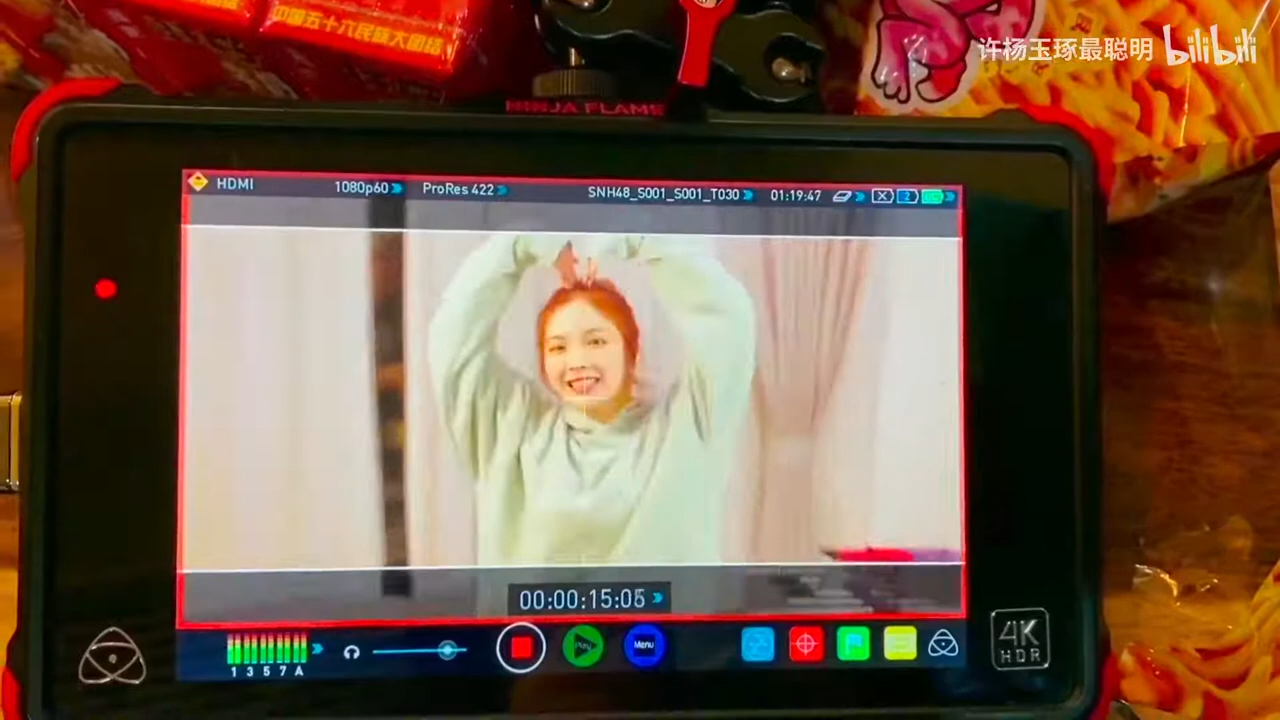 中国五十六民族大团结
许杨玉琢最聪明 bilibili
NINJA FLAME
HDMI 1080p60 ProRes 422 SNH48_S001_S001_T030 01:19:47 X 2
00:00:15:05
Play Menu
1 3 5 7 A
4K
HDR